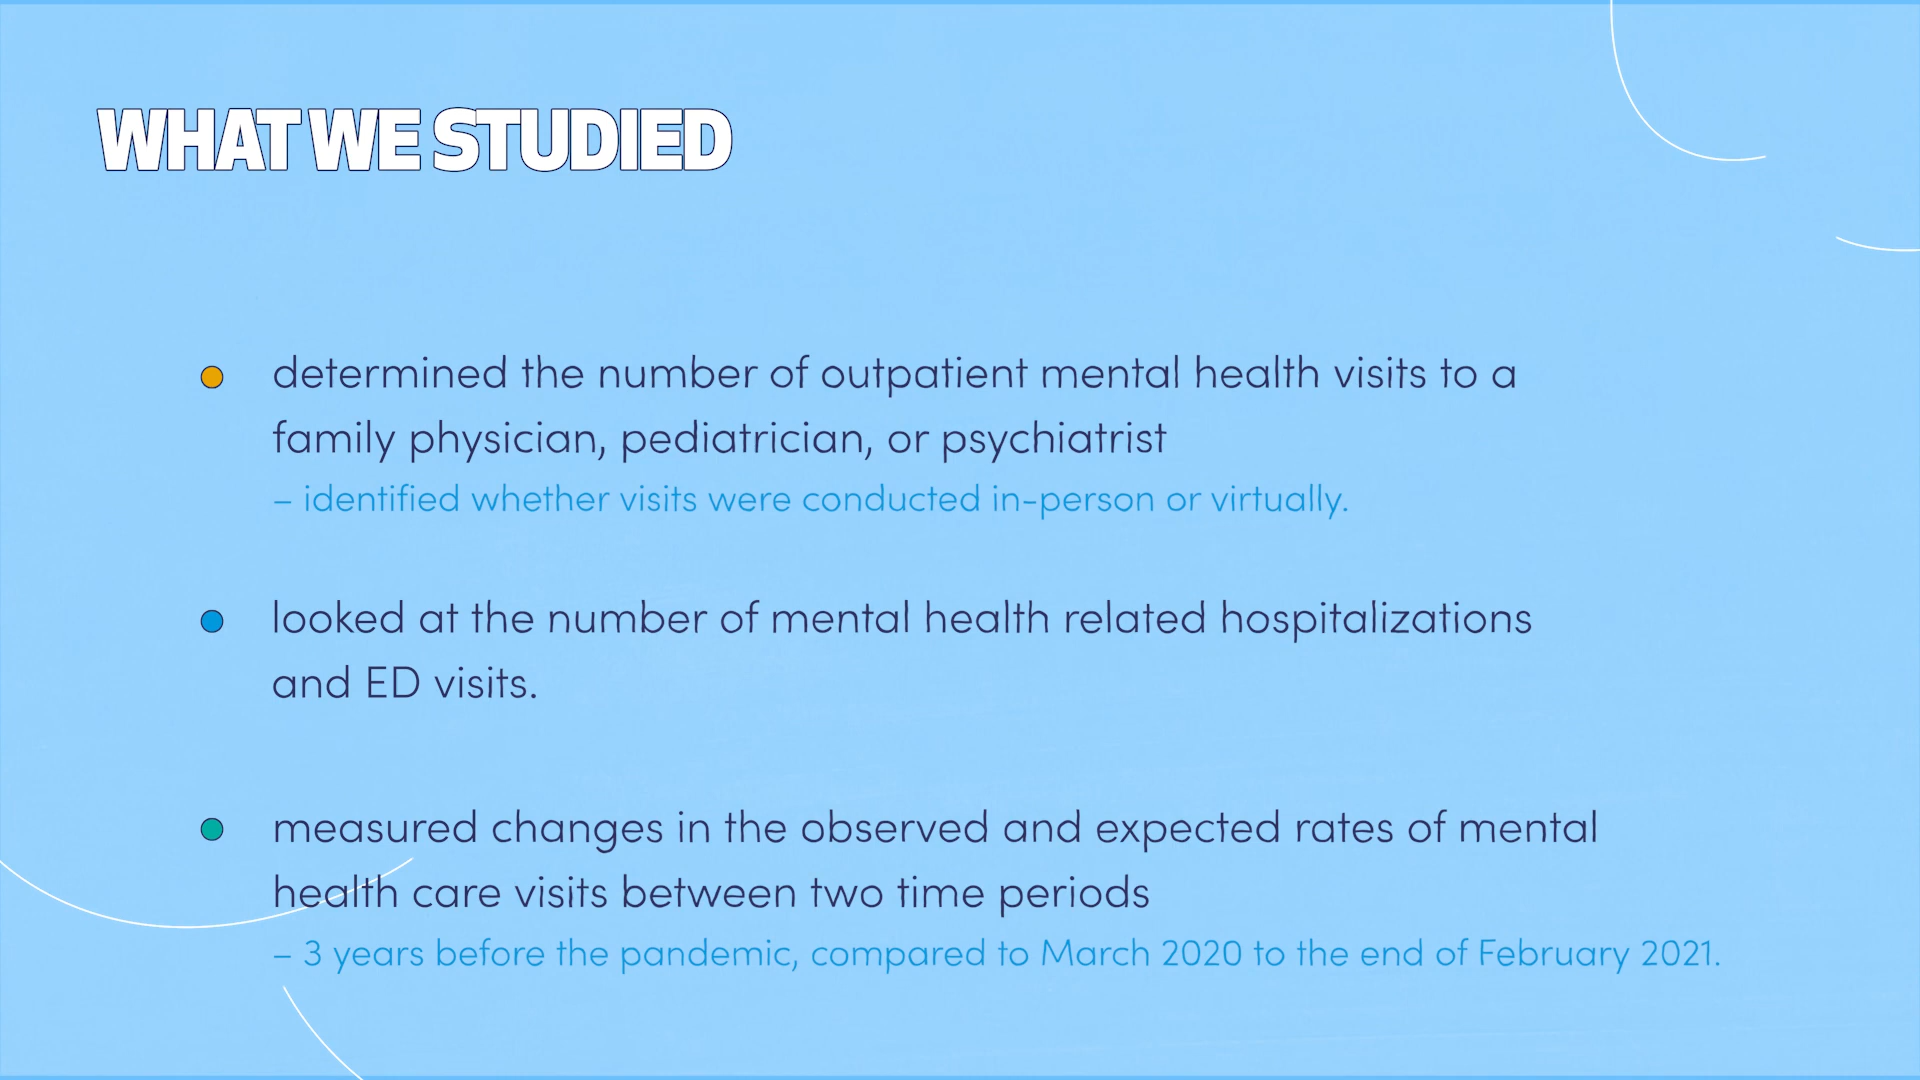 WHAT WE STUDIED
determined the number of outpatient mental health visits to a
family physician, pediatrician, or psychiatrist
– identified whether visits were conducted in-person or virtually.
looked at the number of mental health related hospitalizations
and ED visits.
measured changes in the observed and expected rates of mental
health care visits between two time periods
– 3 years before the pandemic, compared to March 2020 to the end of February 2021.